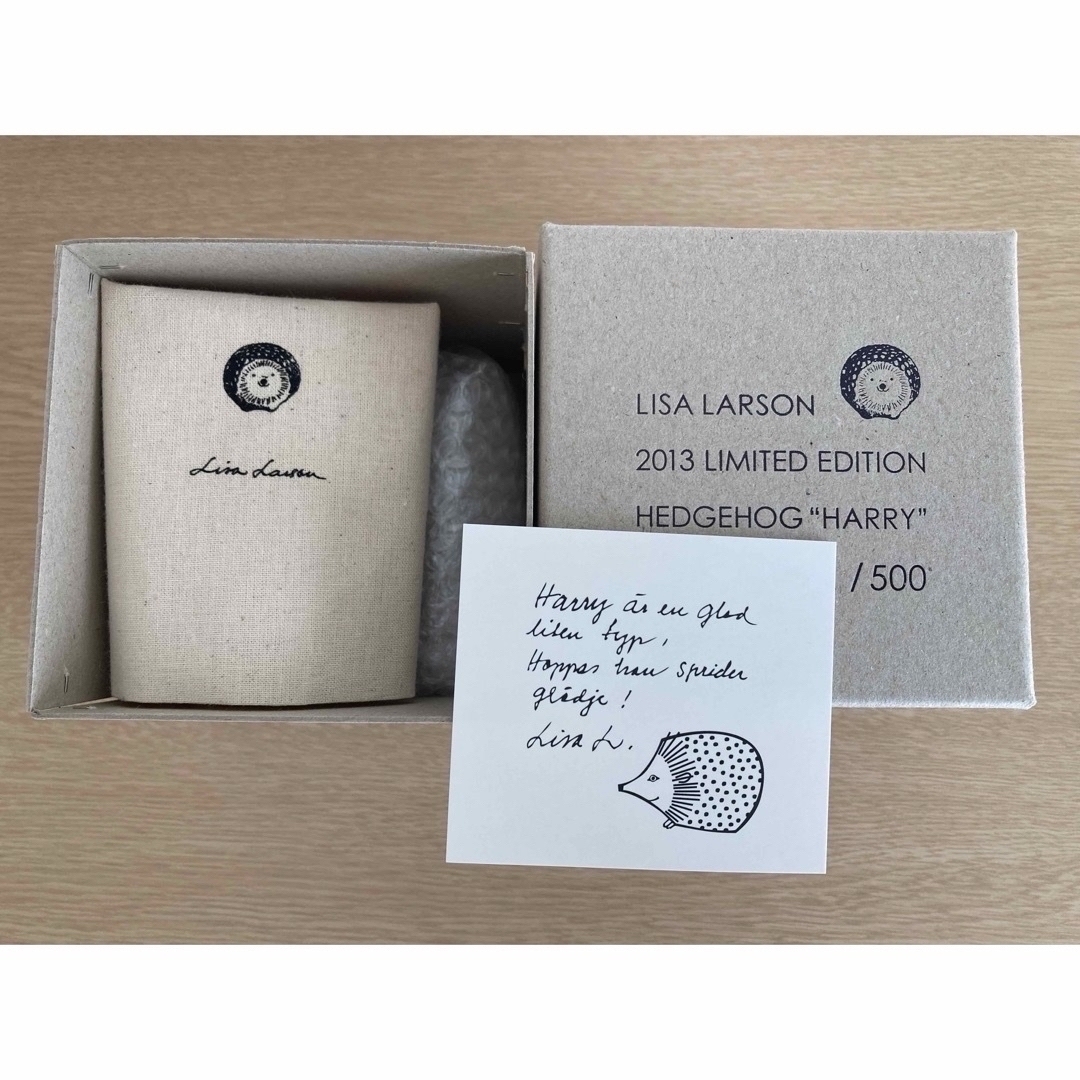 Lisa Larson
LISA LARSON
2013 LIMITED EDITION
HEDGEHOG “HARRY”
/ 500
Harry är en glad
liten typ,
Hoppas han sprider
glädje !
Lisa L.